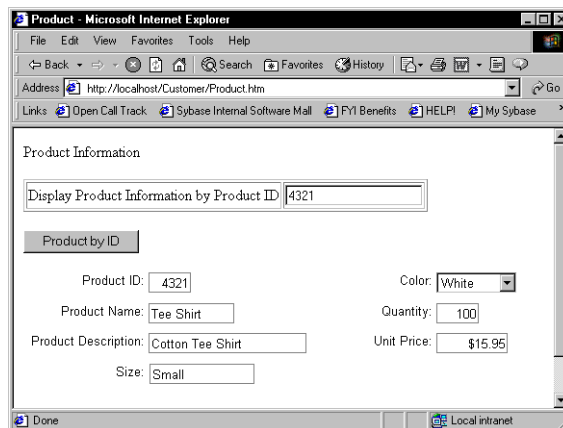 Product - Microsoft Internet Explorer
File Edit View Favorites Tools Help
Back Search Favorites History
Address http://localhost/Customer/Product.htm Go
Links Open Call Track Sybase Internal Software Mall FYI Benefits HELP! My Sybase
Product Information
Display Product Information by Product ID 4321
Product by ID
Product ID: 4321 Color: White
Product Name: Tee Shirt Quantity: 100
Product Description: Cotton Tee Shirt Unit Price: $15.95
Size: Small
Done Local intranet